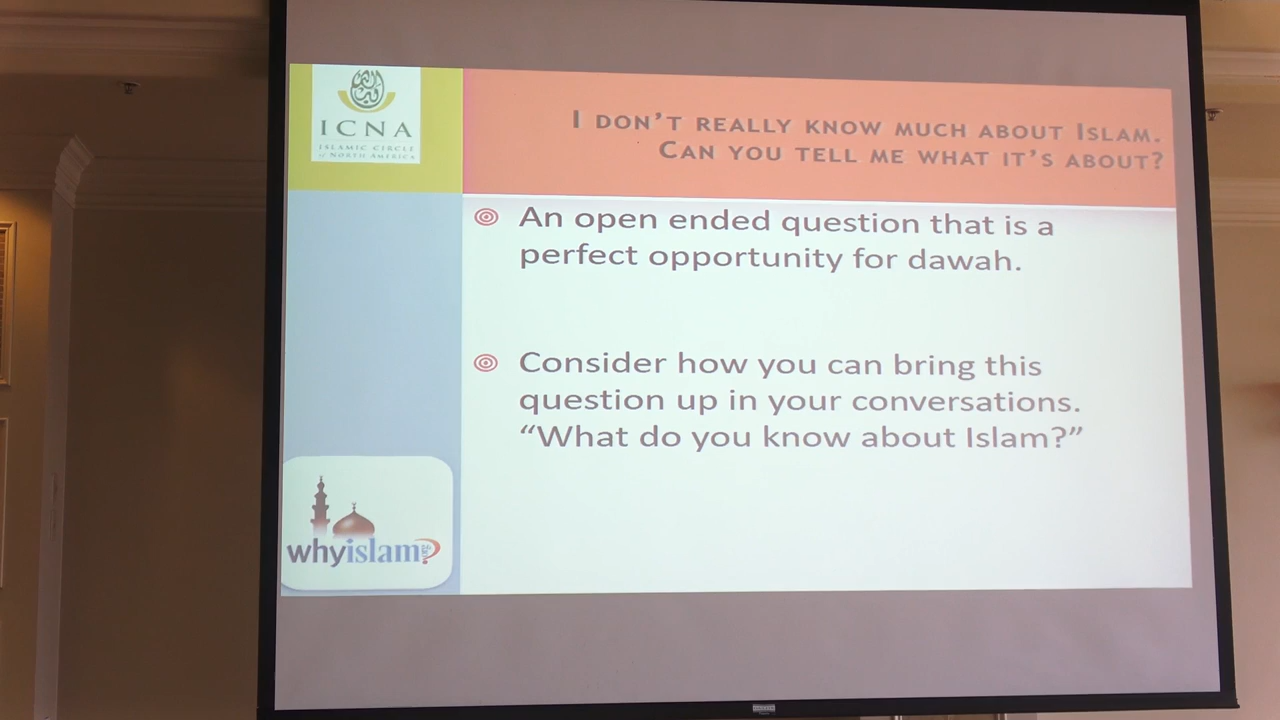 ICNA
ISLAMIC CIRCLE
of NORTH AMERICA
I DON'T REALLY KNOW MUCH ABOUT ISLAM.
CAN YOU TELL ME WHAT IT'S ABOUT?
An open ended question that is a
perfect opportunity for dawah.
Consider how you can bring this
question up in your conversations.
“What do you know about Islam?”
whyislam?